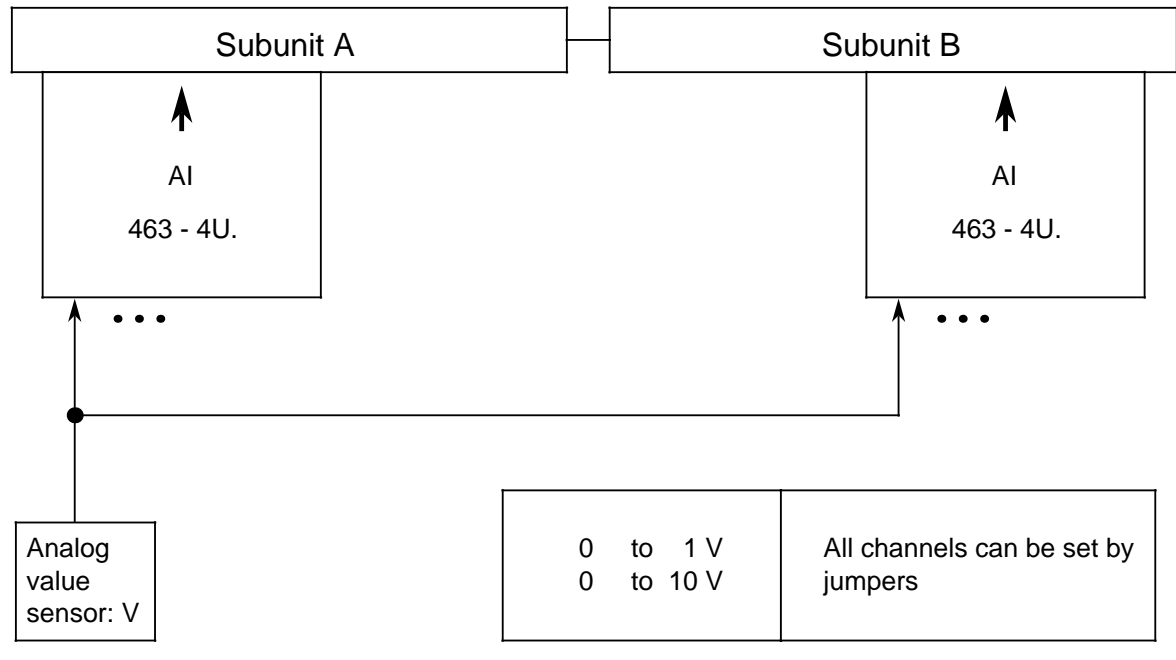 Subunit A
Subunit B
AI
463 - 4U.
AI
463 - 4U.
• • •
• • •
Analog
value
sensor: V
0 to 1 V
0 to 10 V
All channels can be set by
jumpers